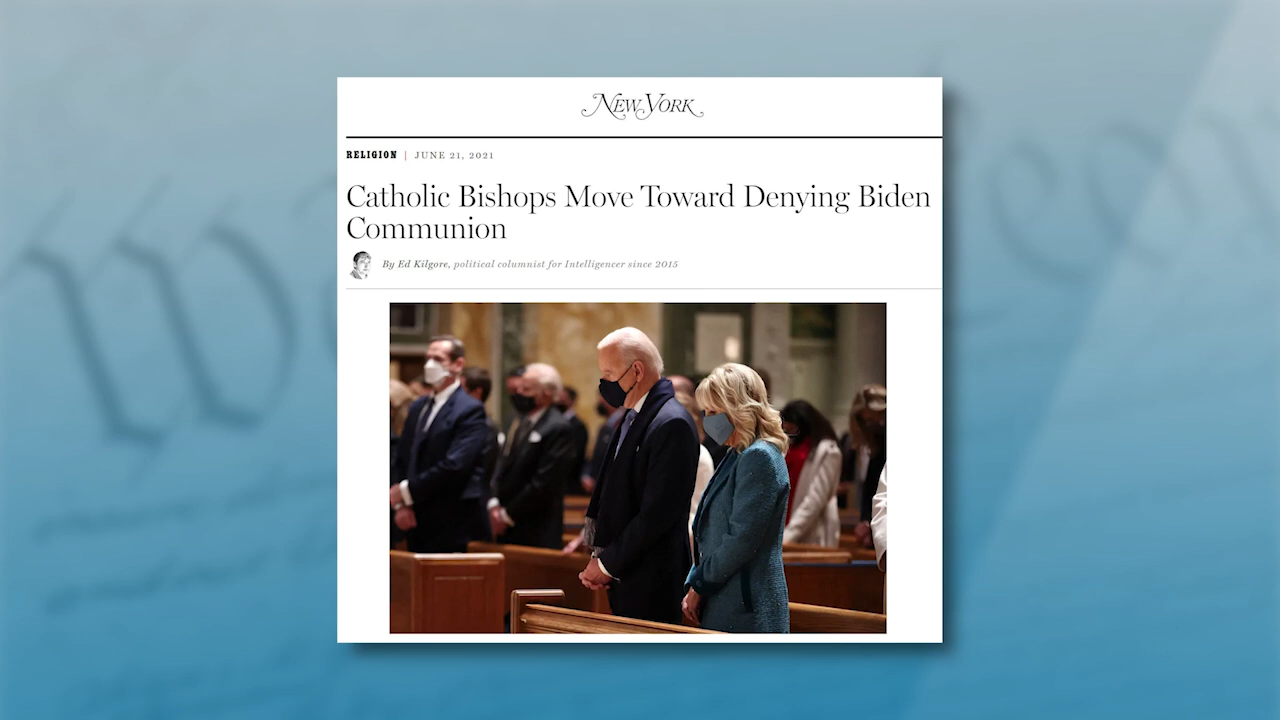 NEW YORK
RELIGION | JUNE 21, 2021
Catholic Bishops Move Toward Denying Biden
Communion
By Ed Kilgore, political columnist for Intelligencer since 2015